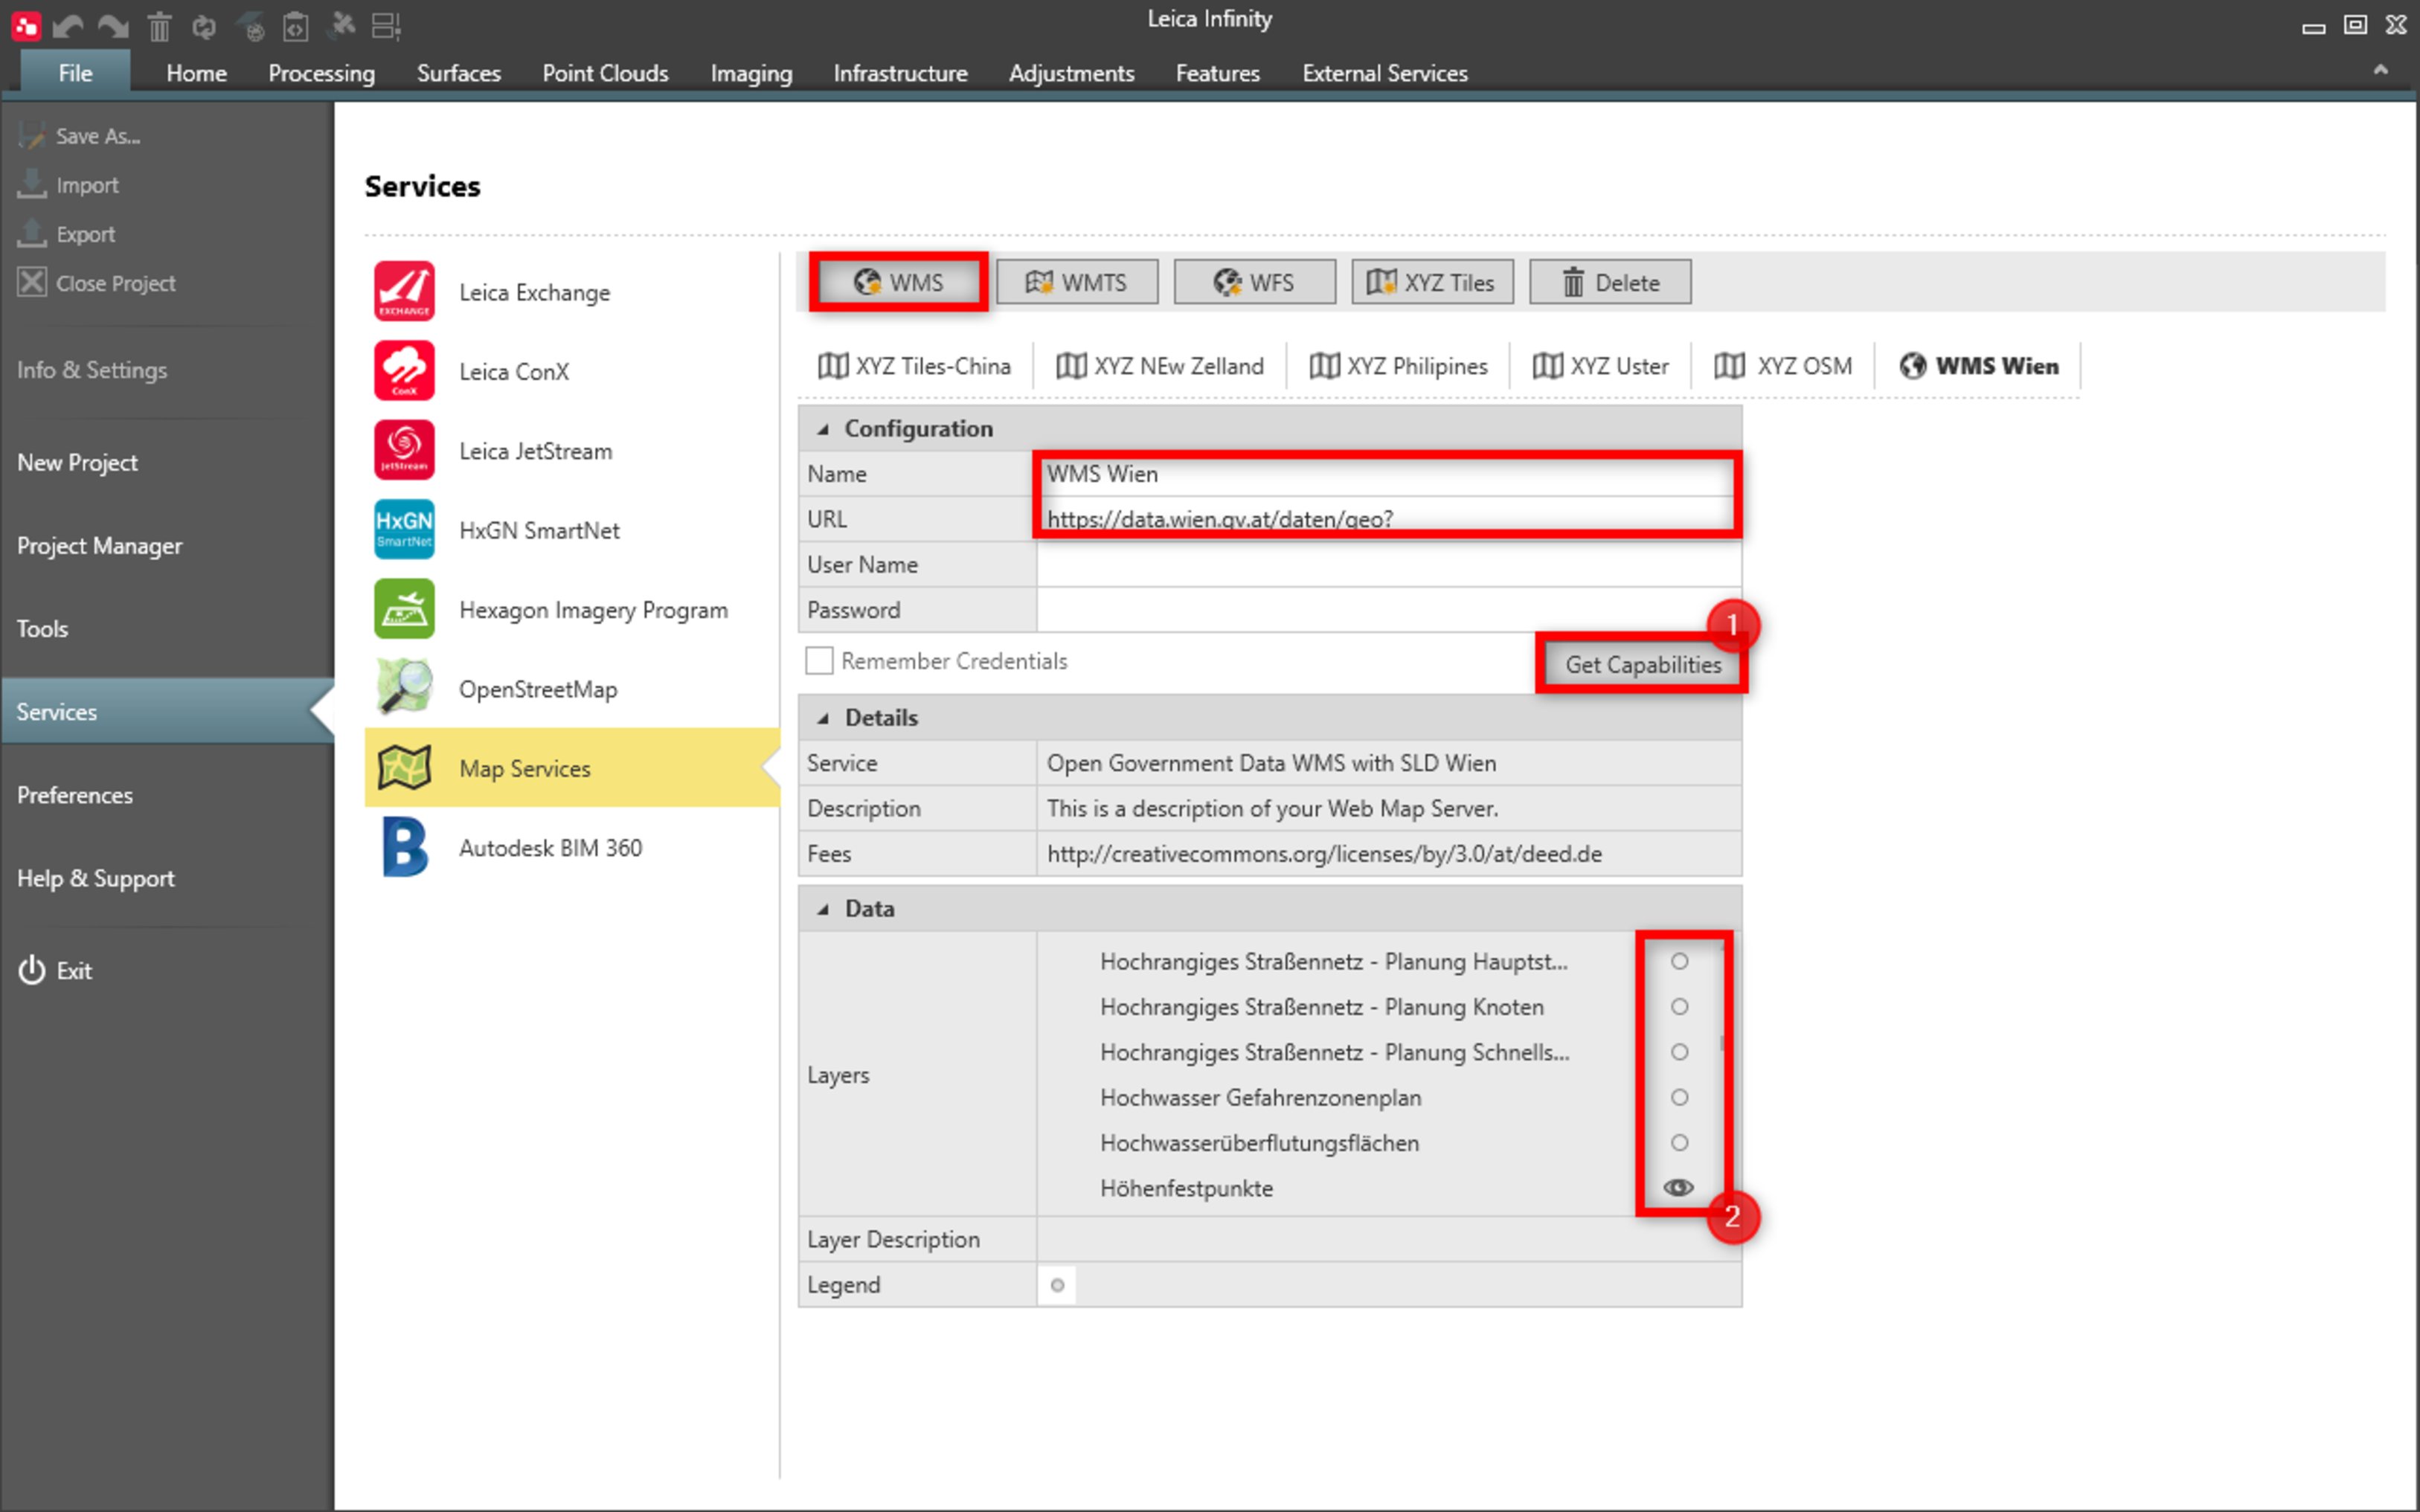 Leica Infinity
File Home Processing Surfaces Point Clouds Imaging Infrastructure Adjustments Features External Services
Save As...
Import
Export
Close Project
Info & Settings
New Project
Project Manager
Tools
Services
Preferences
Help & Support
Exit
Services
EXCHANGE Leica Exchange
ConX Leica ConX
JetStream Leica JetStream
HxGN SmartNet HxGN SmartNet
Hexagon Imagery Program
OpenStreetMap
Map Services
B Autodesk BIM 360
WMS WMTS WFS XYZ Tiles Delete
XYZ Tiles-China XYZ NEw Zelland XYZ Philipines XYZ Uster XYZ OSM WMS Wien
Configuration
Name WMS Wien
URL https://data.wien.gv.at/daten/geo?
User Name
Password
1
Remember Credentials Get Capabilities
Details
Service Open Government Data WMS with SLD Wien
Description This is a description of your Web Map Server.
Fees http://creativecommons.org/licenses/by/3.0/at/deed.de
Data
Layers
Hochrangiges Straßennetz - Planung Hauptst...
Hochrangiges Straßennetz - Planung Knoten
Hochrangiges Straßennetz - Planung Schnells...
Hochwasser Gefahrenzonenplan
Hochwasserüberflutungsflächen
Höhenfestpunkte
2
Layer Description
Legend